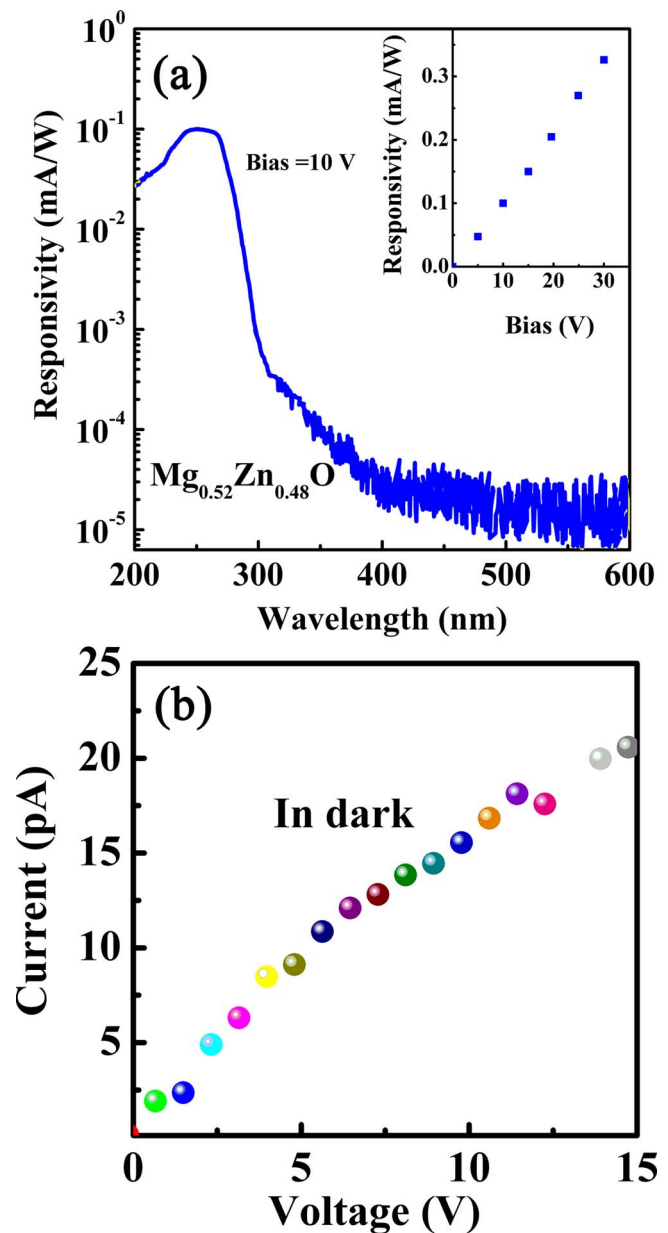 (a)
Bias =10 V
Mg0.52Zn0.48O
Responsivity (mA/W)
10^0
10^-1
10^-2
10^-3
10^-4
10^-5
200 300 400 500 600
Wavelength (nm)
Responsivity (mA/W)
0.3
0.2
0.1
0.0
0 10 20 30
Bias (V)
(b)
In dark
Current (pA)
25
20
15
10
5
0 5 10 15
Voltage (V)